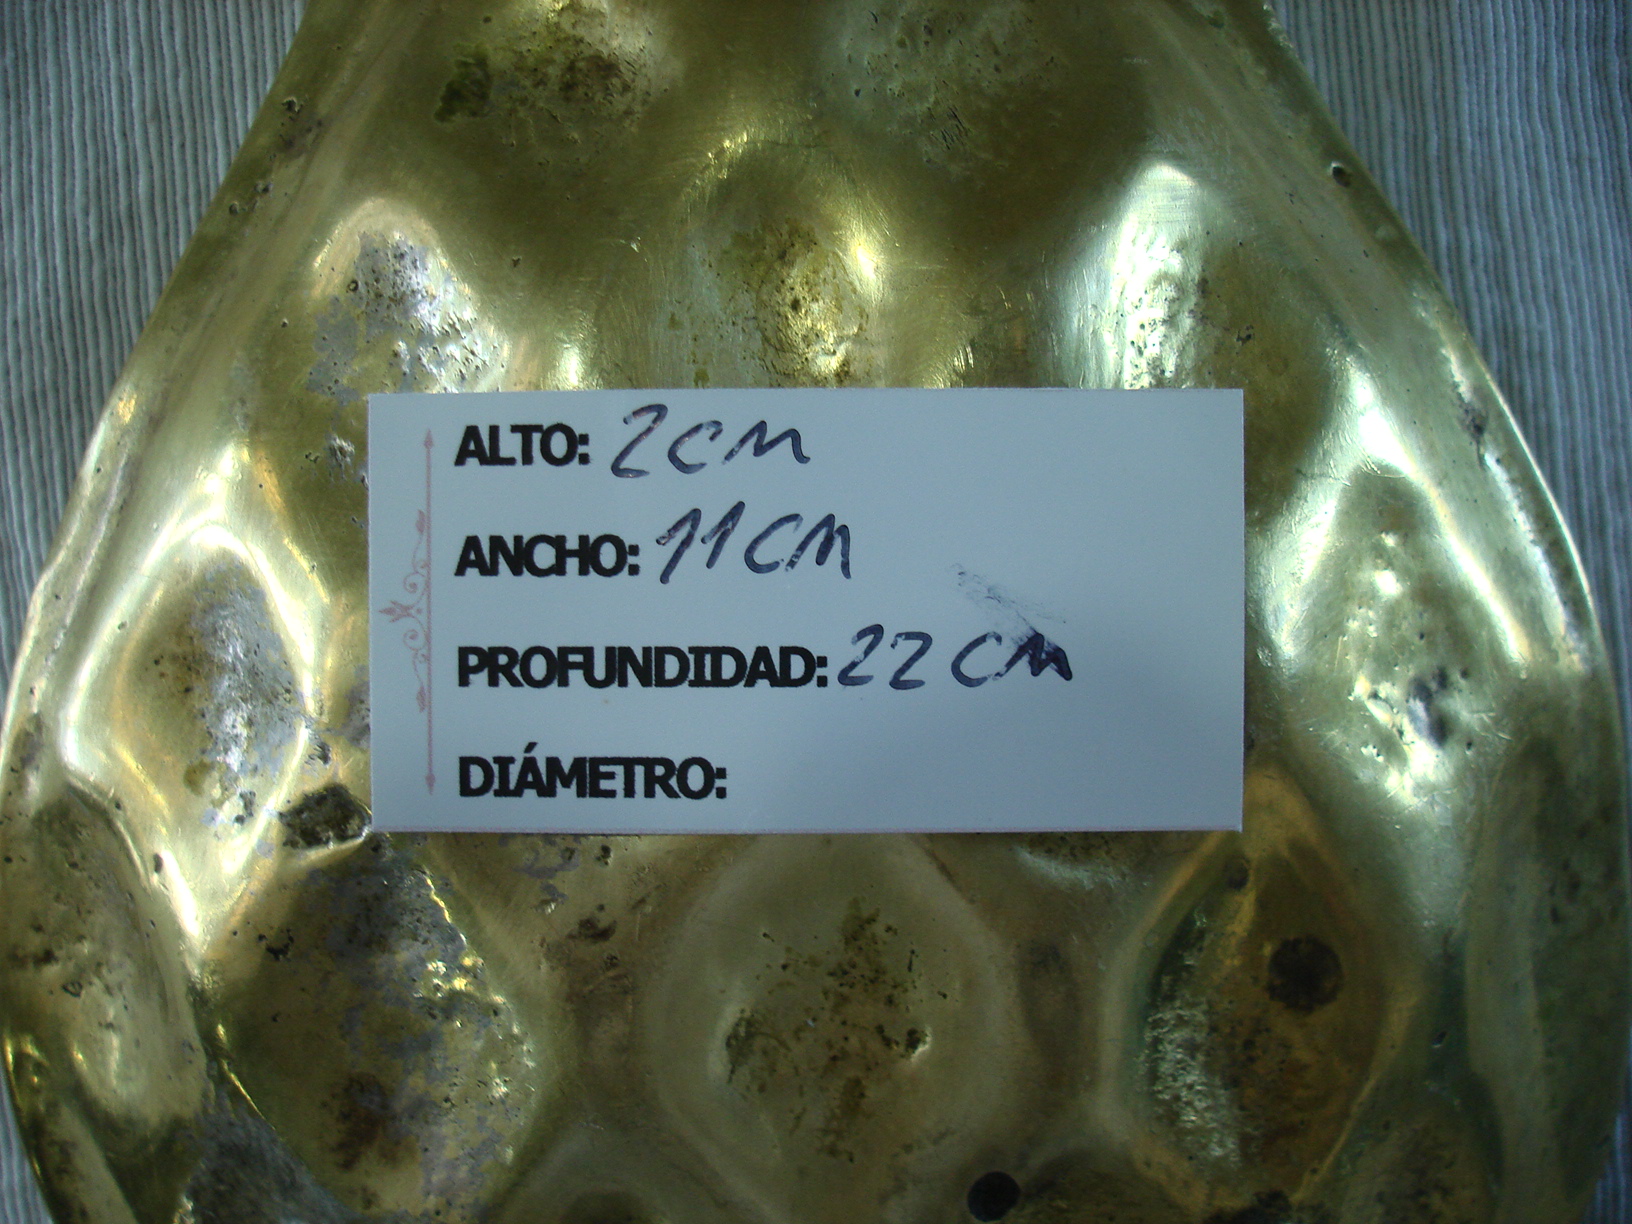 ALTO: 2CM
ANCHO: 11CM
PROFUNDIDAD: 22 CM
DIÁMETRO: